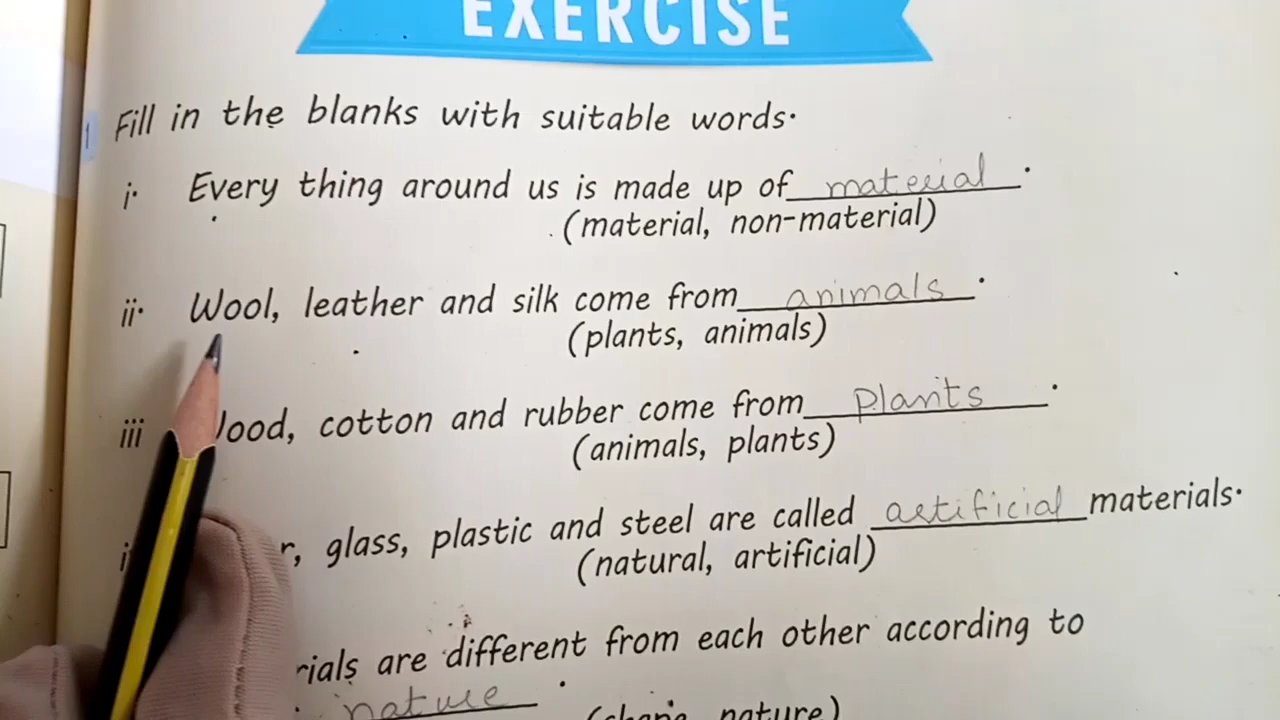 EXERCISE
1 Fill in the blanks with suitable words.
i. Every thing around us is made up of material.
(material, non-material)
ii. Wool, leather and silk come from animals.
(plants, animals)
iii cotton and rubber come from Plants.
(animals, plants)
glass, plastic and steel are called artificial materials.
(natural, artificial)
are different from each other according to
nature.
nature)